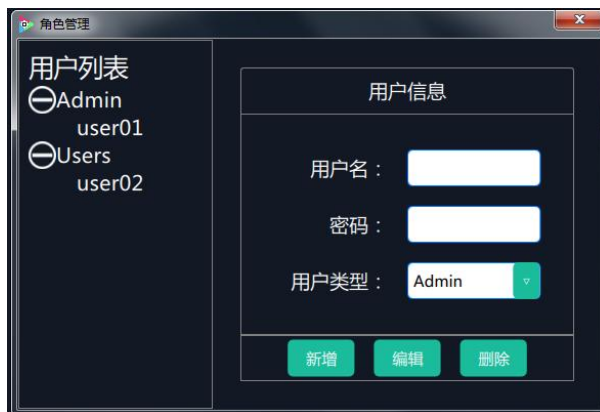 角色管理
用户列表
Admin
user01
Users
user02
用户信息
用户名：
密码：
用户类型：
Admin
新增
编辑
删除